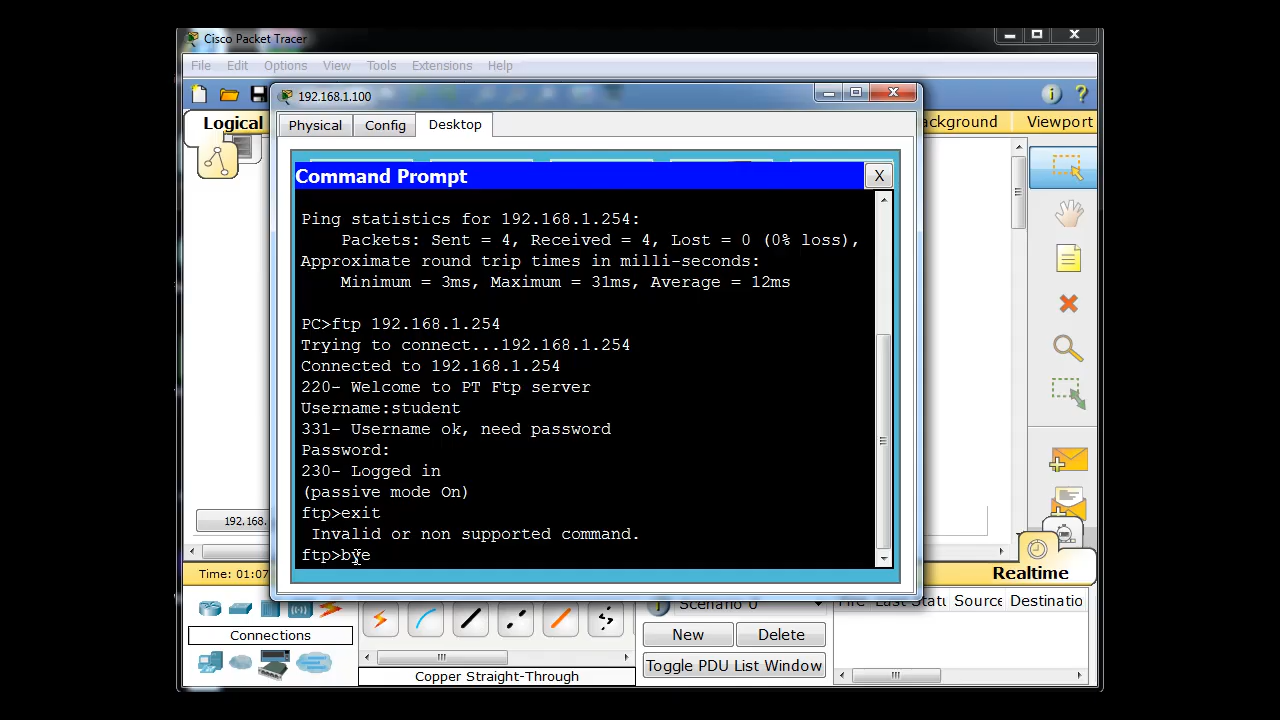 Cisco Packet Tracer
File Edit Options View Tools Extensions Help
192.168.1.100
Logical
ackground
Viewport
Physical Config Desktop
Command Prompt
X
Ping statistics for 192.168.1.254:
Packets: Sent = 4, Received = 4, Lost = 0 (0% loss),
Approximate round trip times in milli-seconds:
Minimum = 3ms, Maximum = 31ms, Average = 12ms
PC>ftp 192.168.1.254
Trying to connect...192.168.1.254
Connected to 192.168.1.254
220- Welcome to PT Ftp server
Username:student
331- Username ok, need password
Password:
230- Logged in
(passive mode On)
ftp>exit
Invalid or non supported command.
ftp>bye
192.168.
Time: 01:07
Realtime
Connections
Copper Straight-Through
Scenario 0
New Delete
Toggle PDU List Window
Fire Last Statu Source Destinatio